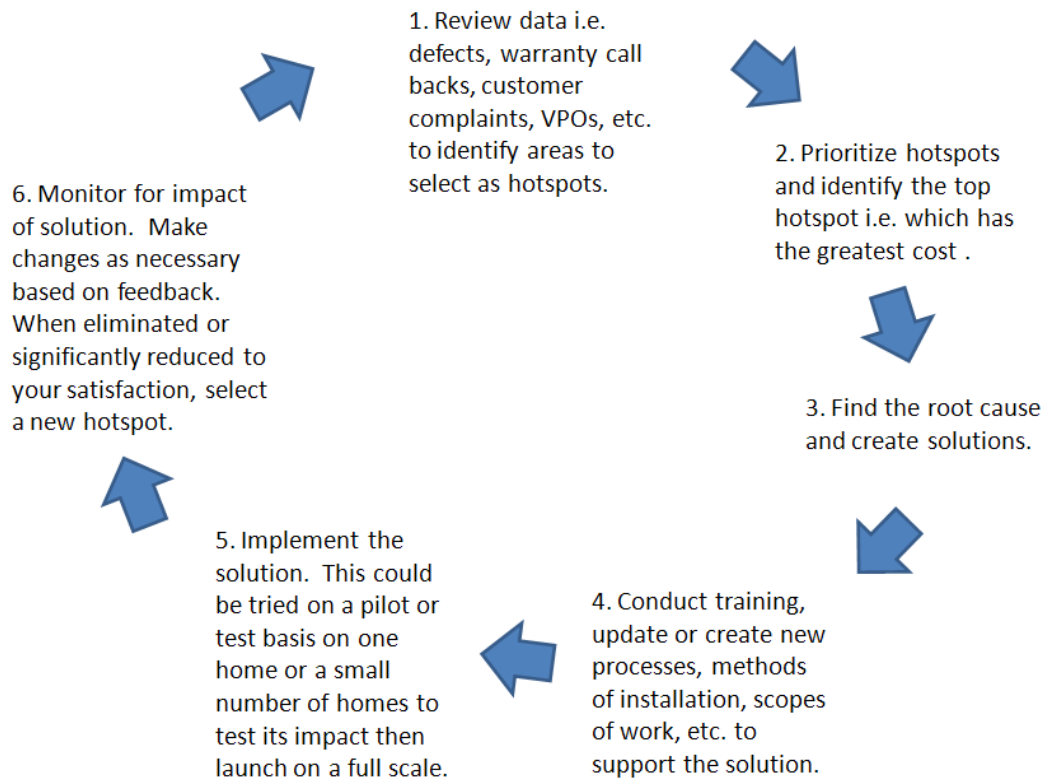 1. Review data i.e.
defects, warranty call
backs, customer
complaints, VPOs, etc.
to identify areas to
select as hotspots.
2. Prioritize hotspots
and identify the top
hotspot i.e. which has
the greatest cost .
3. Find the root cause
and create solutions.
4. Conduct training,
update or create new
processes, methods
of installation, scopes
of work, etc. to
support the solution.
5. Implement the
solution.  This could
be tried on a pilot or
test basis on one
home or a small
number of homes to
test its impact then
launch on a full scale.
6. Monitor for impact
of solution.  Make
changes as necessary
based on feedback.
When eliminated or
significantly reduced to
your satisfaction, select
a new hotspot.